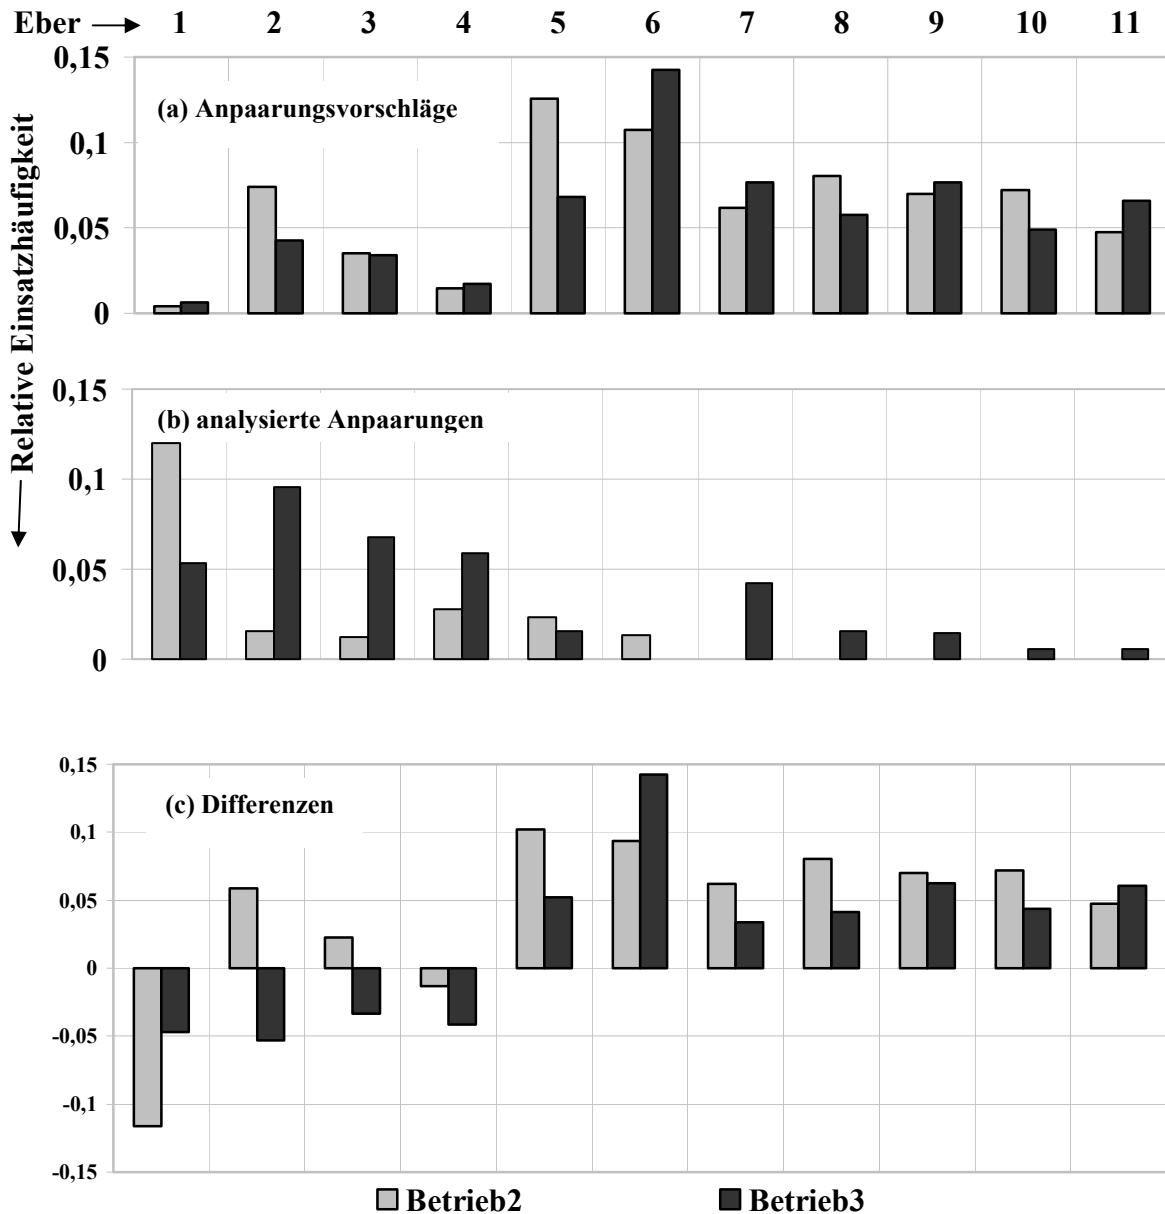 Eber 1 2 3 4 5 6 7 8 9 10 11
Relative Einsatzhäufigkeit
0,15
(a) Anpaarungsvorschläge
0,1
0,05
0
0,15
(b) analysierte Anpaarungen
0,1
0,05
0
0,15
(c) Differenzen
0,1
0,05
0
-0,05
-0,1
-0,15
Betrieb2 Betrieb3